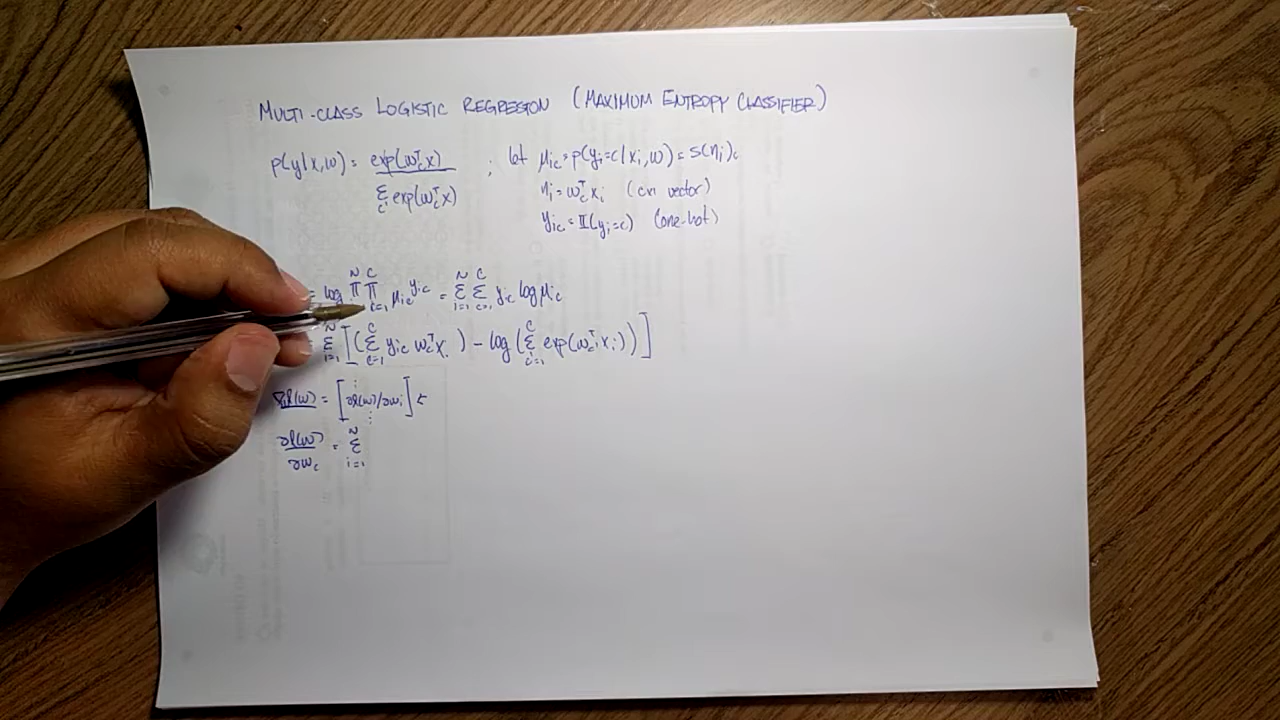 MULTI-CLASS LOGISTIC REGRESSION (MAXIMUM ENTROPY CLASSIFIER)
p(y|x,w) = exp(w_c^T x) / Σ_c' exp(w_c'^T x) ; let μ_ic = p(y_i=c|x_i,w) = S(η_i)_c
η_i = w_c^T x_i (cx1 vector)
y_ic = II(y_i=c) (one-hot)
= log Π_{i=1}^N Π_{c=1}^C μ_ic^{y_ic} = Σ_{i=1}^N Σ_{c=1}^C y_ic log μ_ic
= Σ_{i=1}^N [(Σ_{c=1}^C y_ic w_c^T x_i) - log(Σ_{c'=1}^C exp(w_c'^T x_i))]
∇l(w) = [⋮ ∂l(w)/∂w_i ⋮]
∂l(w)/∂w_c = Σ_{i=1}^N